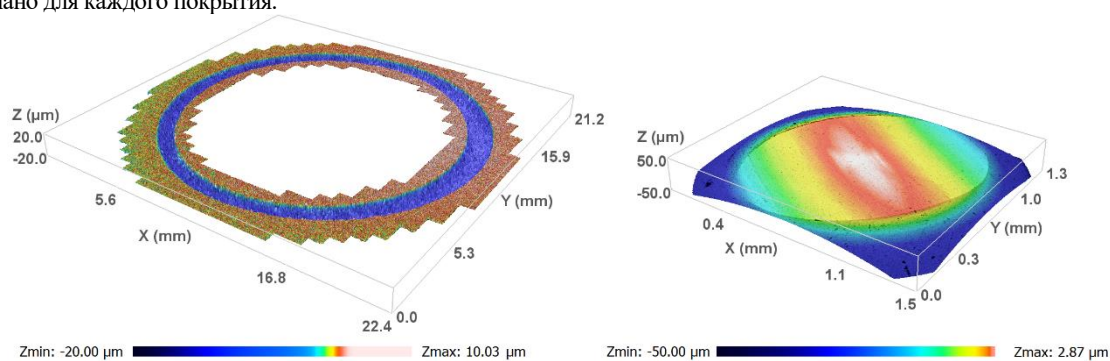 для каждого покрытия.
Z (µm)
20.0
-20.0
5.6
X (mm)
16.8
22.4
0.0
5.3
Y (mm)
15.9
21.2
Zmin: -20.00 µm
Zmax: 10.03 µm
Z (µm)
50.0
-50.0
0.4
X (mm)
1.1
1.5
0.0
0.3
Y (mm)
1.0
1.3
Zmin: -50.00 µm
Zmax: 2.87 µm